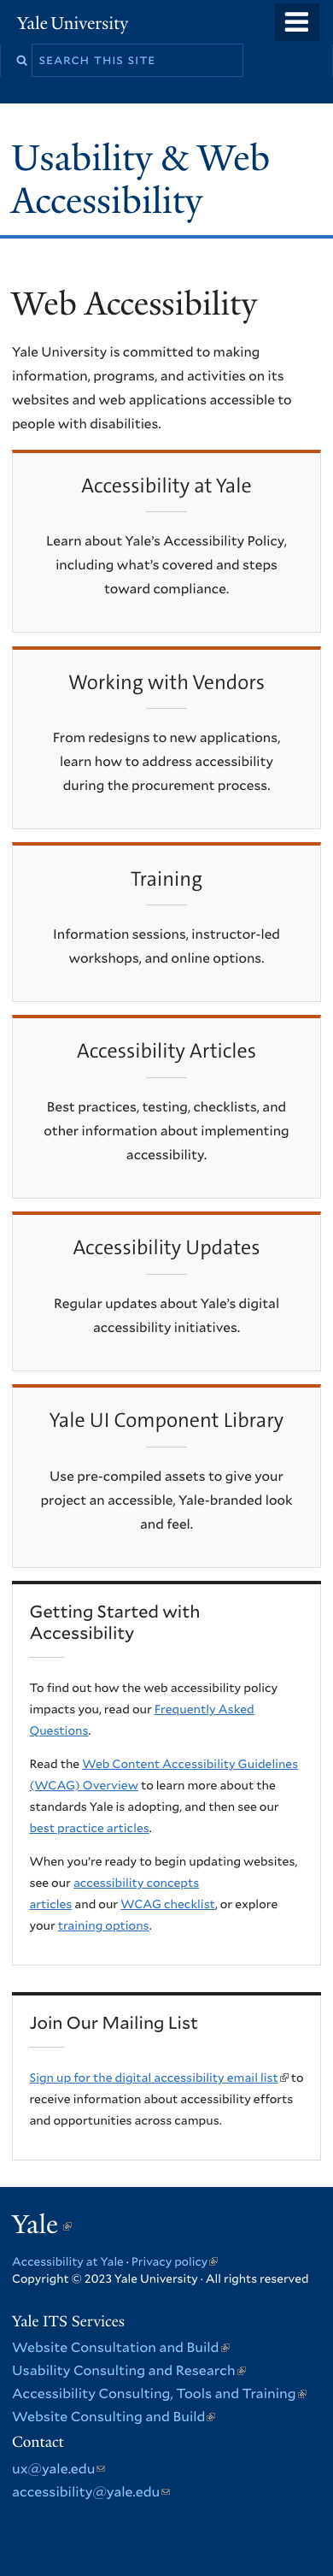 Yale University
SEARCH THIS SITE
Usability & Web
Accessibility
Web Accessibility
Yale University is committed to making
information, programs, and activities on its
websites and web applications accessible to
people with disabilities.
Accessibility at Yale
Learn about Yale’s Accessibility Policy,
including what’s covered and steps
toward compliance.
Working with Vendors
From redesigns to new applications,
learn how to address accessibility
during the procurement process.
Training
Information sessions, instructor-led
workshops, and online options.
Accessibility Articles
Best practices, testing, checklists, and
other information about implementing
accessibility.
Accessibility Updates
Regular updates about Yale’s digital
accessibility initiatives.
Yale UI Component Library
Use pre-compiled assets to give your
project an accessible, Yale-branded look
and feel.
Getting Started with
Accessibility
To find out how the web accessibility policy
impacts you, read our Frequently Asked
Questions.
Read the Web Content Accessibility Guidelines
(WCAG) Overview to learn more about the
standards Yale is adopting, and then see our
best practice articles.
When you’re ready to begin updating websites,
see our accessibility concepts
articles and our WCAG checklist, or explore
your training options.
Join Our Mailing List
Sign up for the digital accessibility email list to
receive information about accessibility efforts
and opportunities across campus.
Yale
Accessibility at Yale · Privacy policy
Copyright © 2023 Yale University · All rights reserved
Yale ITS Services
Website Consultation and Build
Usability Consulting and Research
Accessibility Consulting, Tools and Training
Website Consulting and Build
Contact
ux@yale.edu
accessibility@yale.edu